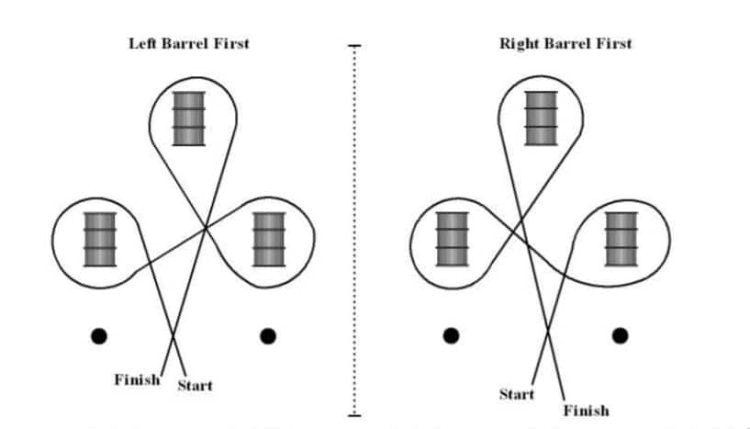 Left Barrel First
Right Barrel First
Finish
Start
Start
Finish